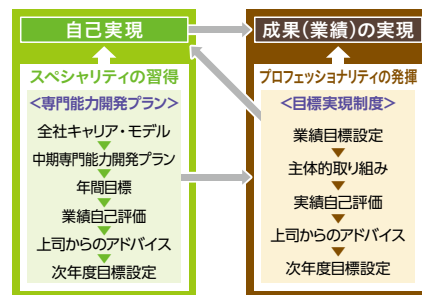 自己実現
スペシャリティの習得
<専門能力開発プラン>
全社キャリア・モデル
中期専門能力開発プラン
年間目標
業績自己評価
上司からのアドバイス
次年度目標設定
成果(業績)の実現
プロフェッショナリティの発揮
<目標実現制度>
業績目標設定
主体的取り組み
実績自己評価
上司からのアドバイス
次年度目標設定